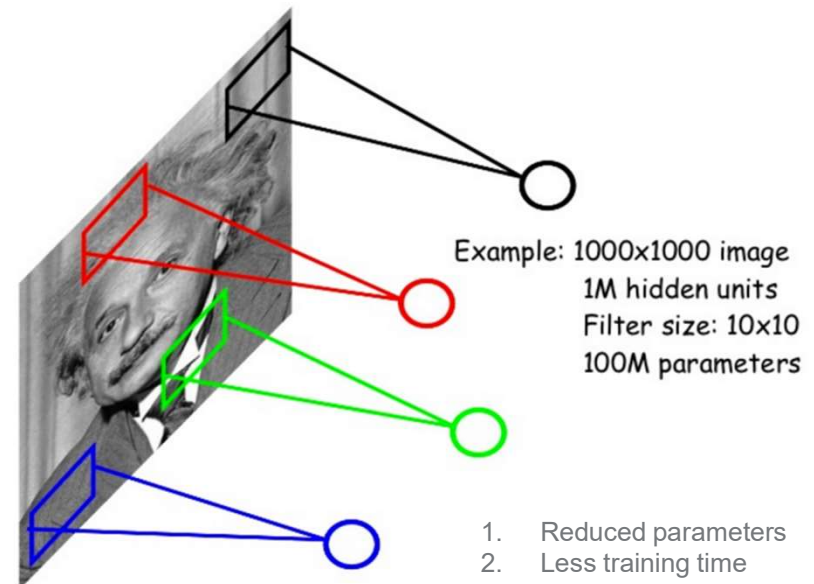 Example: 1000x1000 image
1M hidden units
Filter size: 10x10
100M parameters
1. Reduced parameters
2. Less training time